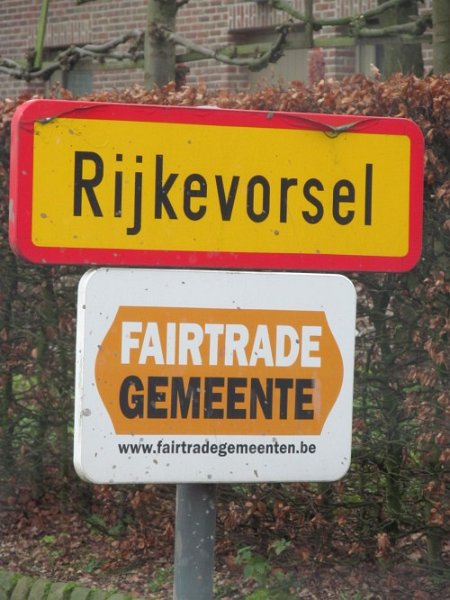 Rijkevorsel
FAIRTRADE
GEMEENTE
www.fairtradegemeenten.be